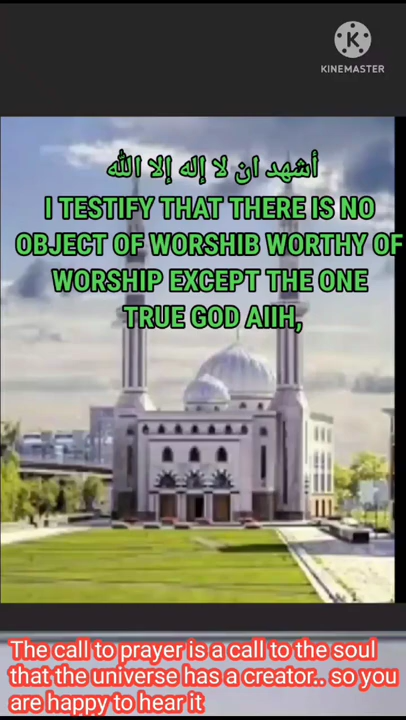 KINEMASTER
أشهد ان لا إله إلا الله
I TESTIFY THAT THERE IS NO
OBJECT OF WORSHIB WORTHY OF
WORSHIP EXCEPT THE ONE
TRUE GOD AllH,
The call to prayer is a call to the soul
that the universe has a creator.. so you
are happy to hear it